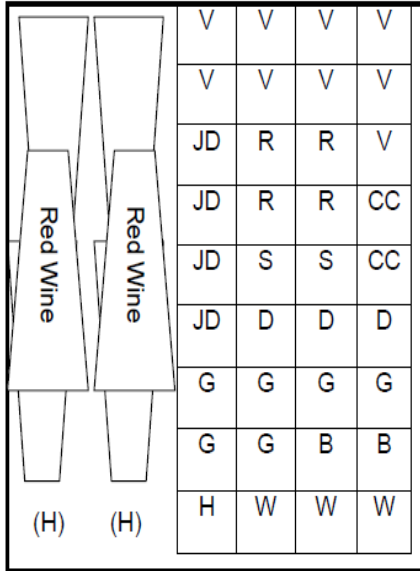 V V V V
V V V V
JD R R V
JD R R CC
Red Wine Red Wine JD S S CC
JD D D D
G G G G
G G B B
(H) (H) H W W W